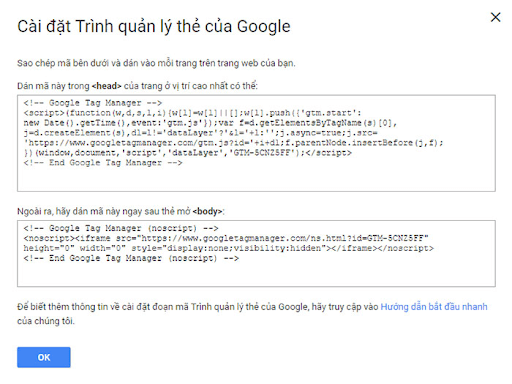 Cài đặt Trình quản lý thẻ của Google
Sao chép mã bên dưới và dán vào mỗi trang trên trang web của bạn.
Dán mã này trong <head> của trang ở vị trí cao nhất có thể:
<!-- Google Tag Manager -->
<script>(function(w,d,s,l,i){w[l]=w[l]||[];w[l].push({'gtm.start':
new Date().getTime(),event:'gtm.js'});var f=d.getElementsByTagName(s)[0],
j=d.createElement(s),dl=l!='dataLayer'?'&l='+l:'';j.async=true;j.src=
'https://www.googletagmanager.com/gtm.js?id='+i+dl;f.parentNode.insertBefore(j,f);
})(window,document,'script','dataLayer','GTM-5CNZ5FF');</script>
<!-- End Google Tag Manager -->
Ngoài ra, hãy dán mã này ngay sau thẻ mở <body>:
<!-- Google Tag Manager (noscript) -->
<noscript><iframe src="https://www.googletagmanager.com/ns.html?id=GTM-5CNZ5FF"
height="0" width="0" style="display:none;visibility:hidden"></iframe></noscript>
<!-- End Google Tag Manager (noscript) -->
Để biết thêm thông tin về cài đặt đoạn mã Trình quản lý thẻ của Google, hãy truy cập vào Hướng dẫn bắt đầu nhanh
của chúng tôi.
OK